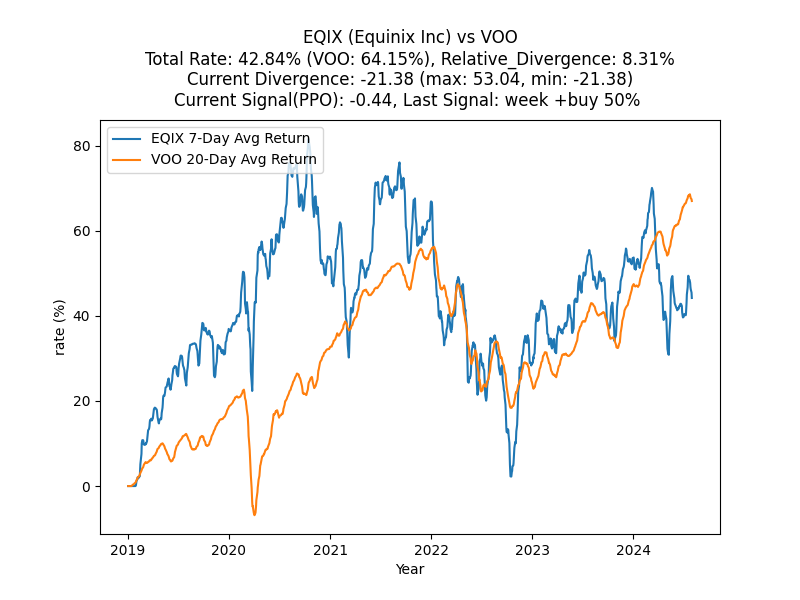 EQIX (Equinix Inc) vs VOO
Total Rate: 42.84% (VOO: 64.15%), Relative_Divergence: 8.31%
Current Divergence: -21.38 (max: 53.04, min: -21.38)
Current Signal(PPO): -0.44, Last Signal: week +buy 50%
EQIX 7-Day Avg Return
VOO 20-Day Avg Return
80
60
40
20
0
rate (%)
2019 2020 2021 2022 2023 2024
Year